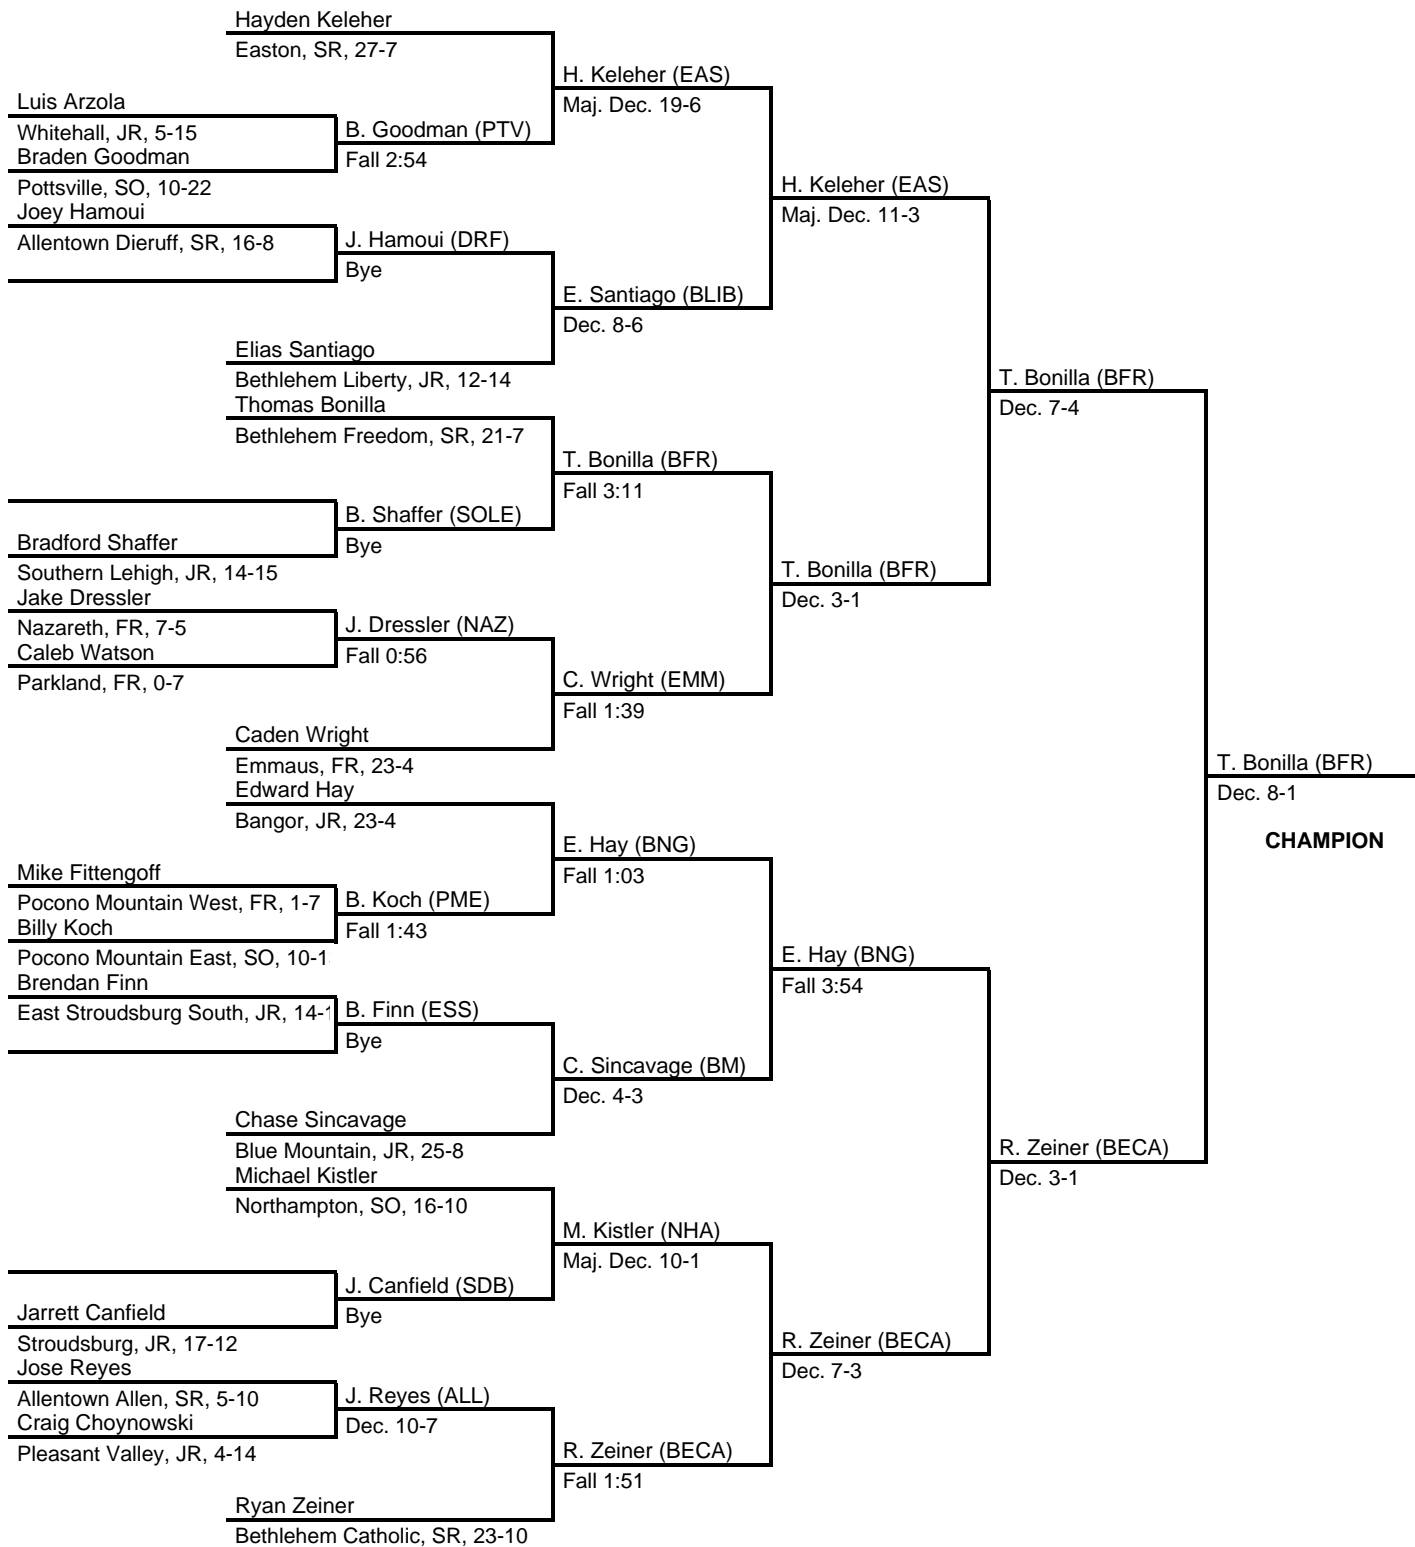 Hayden Keleher
Easton, SR, 27-7
H. Keleher (EAS)
Maj. Dec. 19-6
Luis Arzola
Whitehall, JR, 5-15
B. Goodman (PTV)
Braden Goodman
Fall 2:54
Pottsville, SO, 10-22
H. Keleher (EAS)
Joey Hamoui
Maj. Dec. 11-3
Allentown Dieruff, SR, 16-8
J. Hamoui (DRF)
Bye
E. Santiago (BLIB)
Dec. 8-6
Elias Santiago
Bethlehem Liberty, JR, 12-14
T. Bonilla (BFR)
Thomas Bonilla
Dec. 7-4
Bethlehem Freedom, SR, 21-7
T. Bonilla (BFR)
Fall 3:11
B. Shaffer (SOLE)
Bradford Shaffer
Bye
Southern Lehigh, JR, 14-15
T. Bonilla (BFR)
Jake Dressler
Dec. 3-1
Nazareth, FR, 7-5
J. Dressler (NAZ)
Caleb Watson
Fall 0:56
Parkland, FR, 0-7
C. Wright (EMM)
Fall 1:39
Caden Wright
Emmaus, FR, 23-4
T. Bonilla (BFR)
Edward Hay
Dec. 8-1
Bangor, JR, 23-4
CHAMPION
E. Hay (BNG)
Mike Fittengoff
Fall 1:03
Pocono Mountain West, FR, 1-7
B. Koch (PME)
Billy Koch
Fall 1:43
Pocono Mountain East, SO, 10-1
E. Hay (BNG)
Brendan Finn
Fall 3:54
East Stroudsburg South, JR, 14-1
B. Finn (ESS)
Bye
C. Sincavage (BM)
Dec. 4-3
Chase Sincavage
Blue Mountain, JR, 25-8
R. Zeiner (BECA)
Michael Kistler
Dec. 3-1
Northampton, SO, 16-10
M. Kistler (NHA)
Maj. Dec. 10-1
J. Canfield (SDB)
Jarrett Canfield
Bye
Stroudsburg, JR, 17-12
R. Zeiner (BECA)
Jose Reyes
Dec. 7-3
Allentown Allen, SR, 5-10
J. Reyes (ALL)
Craig Choynowski
Dec. 10-7
Pleasant Valley, JR, 4-14
R. Zeiner (BECA)
Fall 1:51
Ryan Zeiner
Bethlehem Catholic, SR, 23-10